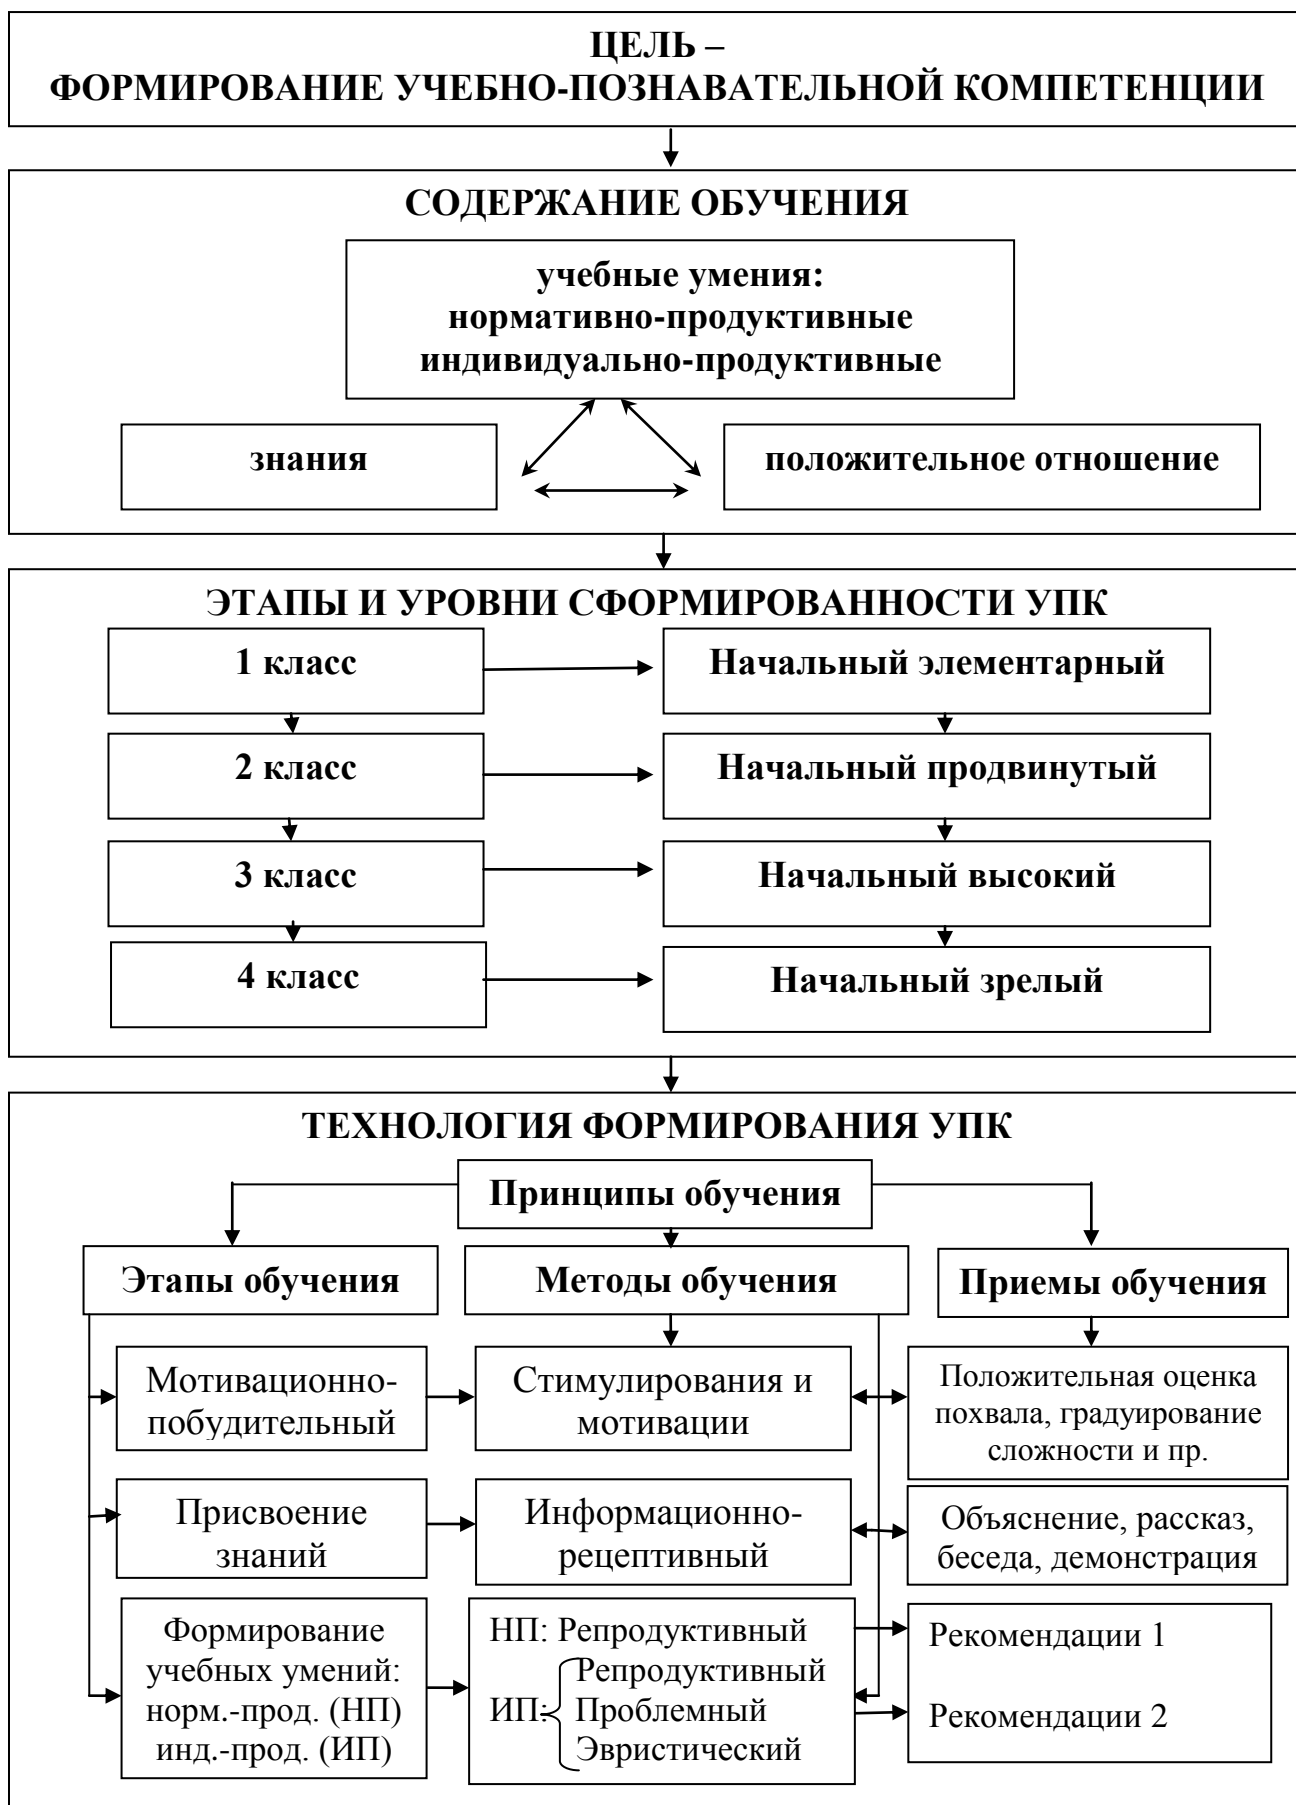 ЦЕЛЬ –
ФОРМИРОВАНИЕ УЧЕБНО-ПОЗНАВАТЕЛЬНОЙ КОМПЕТЕНЦИИ
СОДЕРЖАНИЕ ОБУЧЕНИЯ
учебные умения:
нормативно-продуктивные
индивидуально-продуктивные
знания
положительное отношение
ЭТАПЫ И УРОВНИ СФОРМИРОВАННОСТИ УПК
1 класс
Начальный элементарный
2 класс
Начальный продвинутый
3 класс
Начальный высокий
4 класс
Начальный зрелый
ТЕХНОЛОГИЯ ФОРМИРОВАНИЯ УПК
Принципы обучения
Этапы обучения
Методы обучения
Приемы обучения
Мотивационно-
побудительный
Стимулирования и
мотивации
Положительная оценка
похвала, градуирование
сложности и пр.
Присвоение
знаний
Информационно-
рецептивный
Объяснение, рассказ,
беседа, демонстрация
Формирование
учебных умений:
норм.-прод. (НП)
инд.-прод. (ИП)
НП: Репродуктивный
Репродуктивный
ИП: Проблемный
Эвристический
Рекомендации 1
Рекомендации 2